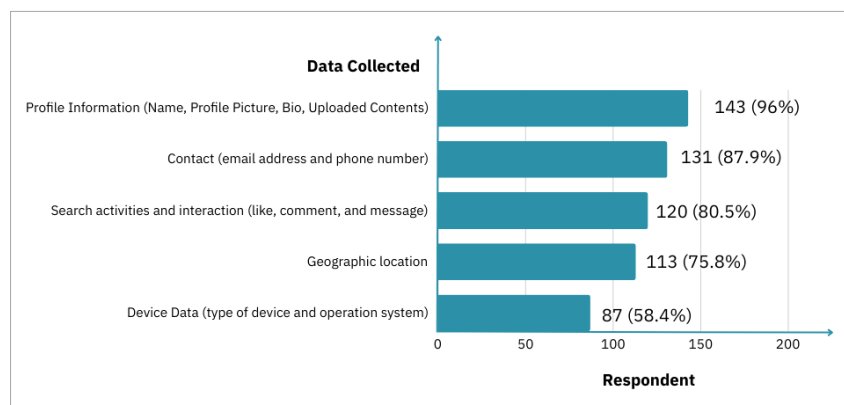 Data Collected
Profile Information (Name, Profile Picture, Bio, Uploaded Contents)
143 (96%)
Contact (email address and phone number)
131 (87.9%)
Search activities and interaction (like, comment, and message)
120 (80.5%)
Geographic location
113 (75.8%)
Device Data (type of device and operation system)
87 (58.4%)
0 50 100 150 200
Respondent